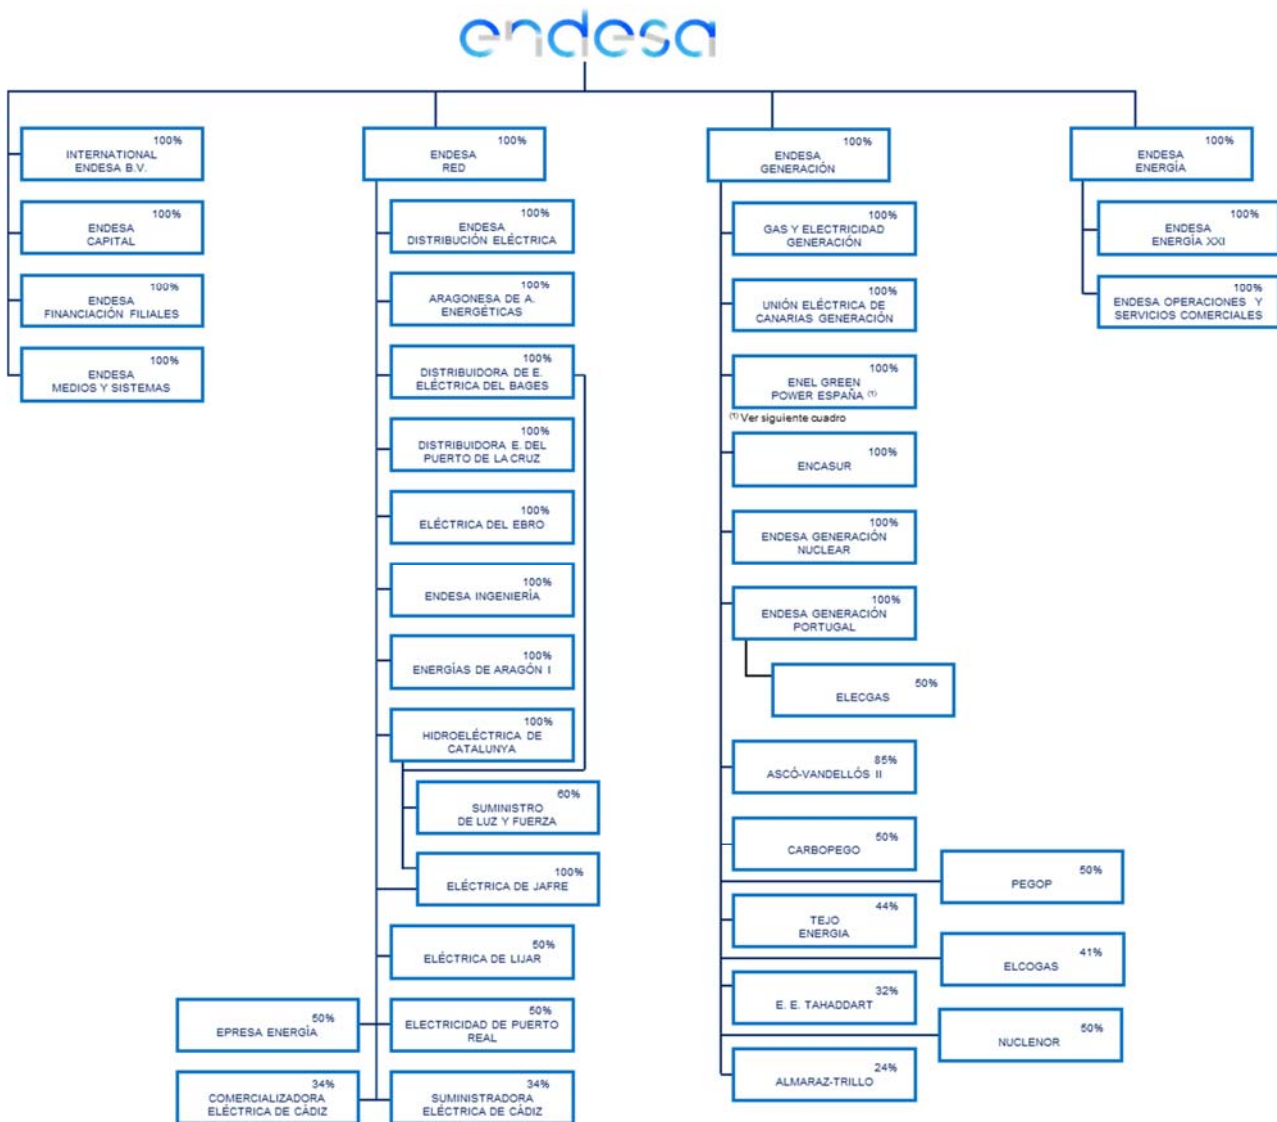 endesa
100%
INTERNATIONAL
ENDESA B.V.
100%
ENDESA
CAPITAL
100%
ENDESA
FINANCIACIÓN FILIALES
100%
ENDESA
MEDIOS Y SISTEMAS
100%
ENDESA
RED
100%
ENDESA
DISTRIBUCIÓN ELÉCTRICA
100%
ARAGONESA DE A.
ENERGÉTICAS
100%
DISTRIBUIDORA DE E.
ELÉCTRICA DEL BAGES
100%
DISTRIBUIDORA E. DEL
PUERTO DE LA CRUZ
100%
ELÉCTRICA DEL EBRO
100%
ENDESA INGENIERÍA
100%
ENERGÍAS DE ARAGÓN I
100%
HIDROELÉCTRICA DE
CATALUNYA
60%
SUMINISTRO
DE LUZ Y FUERZA
100%
ELÉCTRICA DE JAFRE
50%
ELÉCTRICA DE LIJAR
50%
EPRESA ENERGÍA
50%
ELECTRICIDAD DE PUERTO
REAL
34%
COMERCIALIZADORA
ELÉCTRICA DE CÁDIZ
34%
SUMINISTRADORA
ELÉCTRICA DE CÁDIZ
100%
ENDESA
GENERACIÓN
100%
GAS Y ELECTRICIDAD
GENERACIÓN
100%
UNIÓN ELÉCTRICA DE
CANARIAS GENERACIÓN
100%
ENEL GREEN
POWER ESPAÑA (1)
(1) Ver siguiente cuadro
100%
ENCASUR
100%
ENDESA GENERACIÓN
NUCLEAR
100%
ENDESA GENERACIÓN
PORTUGAL
50%
ELECGAS
85%
ASCÓ-VANDELLÓS II
50%
CARBOPEGO
50%
PEGOP
44%
TEJO
ENERGIA
41%
ELCOGAS
32%
E. E. TAHADDART
50%
NUCLENOR
24%
ALMARAZ-TRILLO
100%
ENDESA
ENERGÍA
100%
ENDESA
ENERGÍA XXI
100%
ENDESA OPERACIONES Y
SERVICIOS COMERCIALES